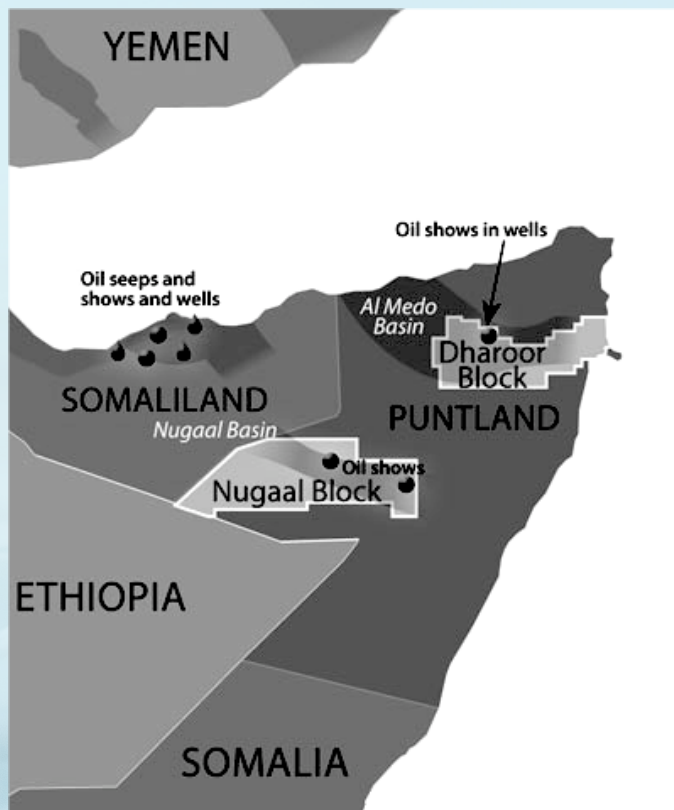 YEMEN
Oil shows in wells
Oil seeps and
shows and wells
Al Medo
Basin
Dharoor
Block
SOMALILAND
PUNTLAND
Nugaal Basin
Oil shows
Nugaal Block
ETHIOPIA
SOMALIA